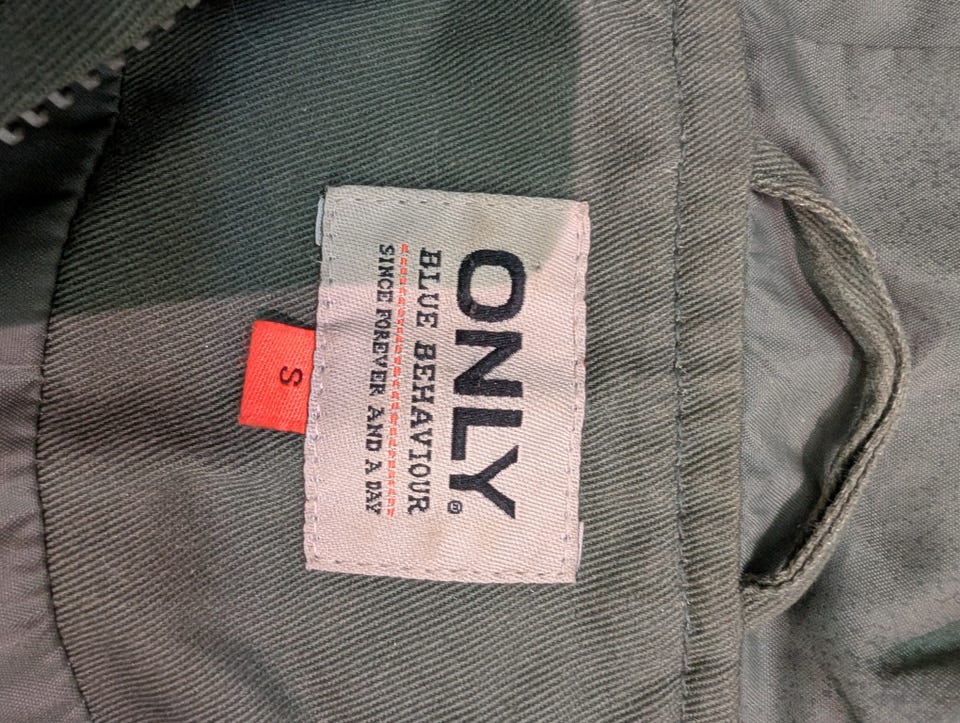 ONLY®
BLUE BEHAVIOUR
SINCE FOREVER AND A DAY
S